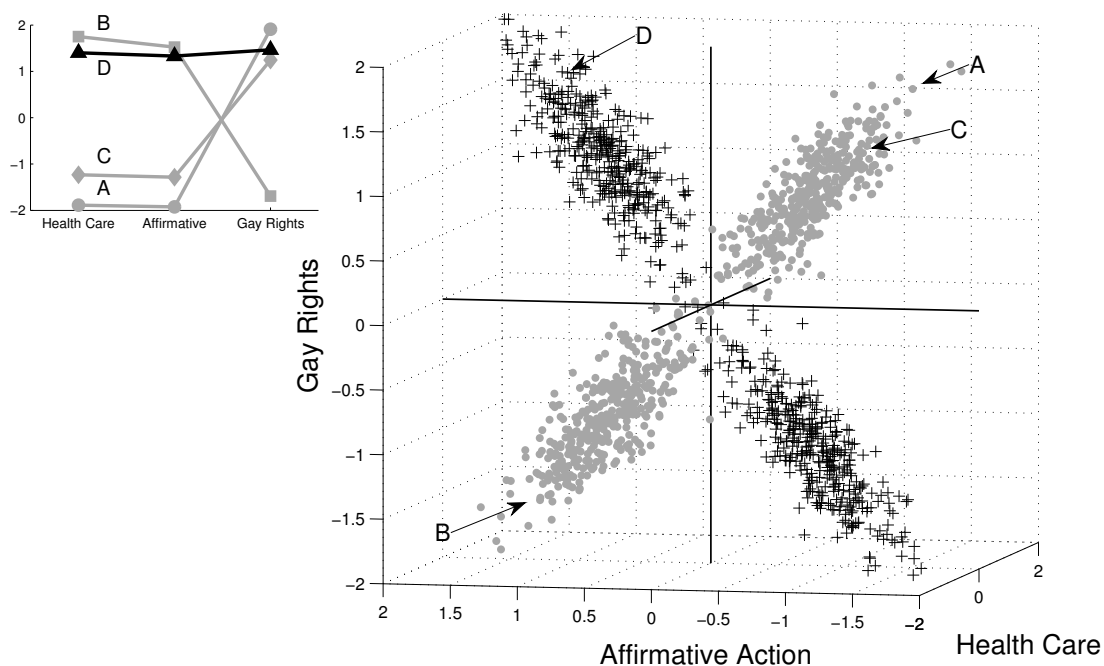 2
B
D
1
0
C
−1
A
−2
Health Care Affirmative Gay Rights
D
A
C
B
2
1.5
1
0.5
0
−0.5
−1
−1.5
−2
Gay Rights
2 1.5 1 0.5 0 −0.5 −1 −1.5 −2
Affirmative Action
0
2
Health Care